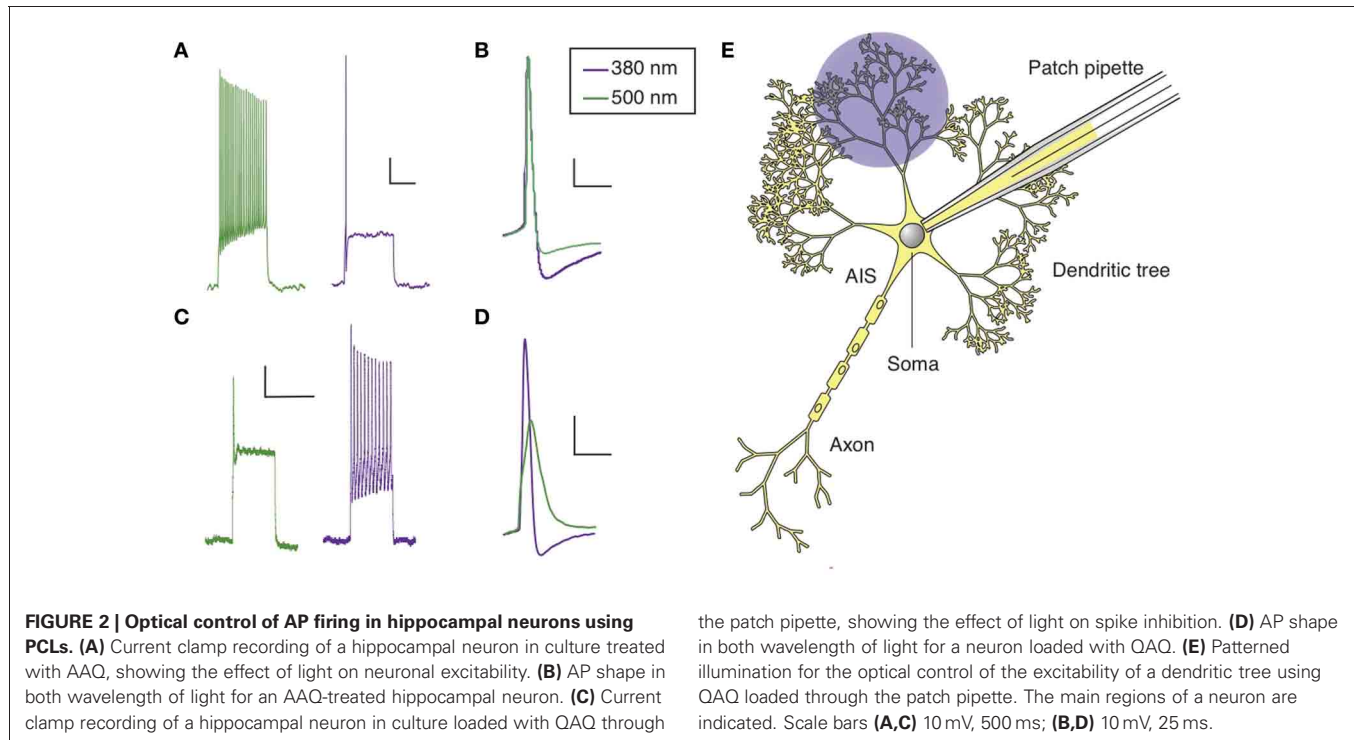 A
B
380 nm
500 nm
E
Patch pipette
AIS
Dendritic tree
Soma
Axon
C
D
FIGURE 2 | Optical control of AP firing in hippocampal neurons using
PCLs. (A) Current clamp recording of a hippocampal neuron in culture treated
with AAQ, showing the effect of light on neuronal excitability. (B) AP shape in
both wavelength of light for an AAQ-treated hippocampal neuron. (C) Current
clamp recording of a hippocampal neuron in culture loaded with QAQ through
the patch pipette, showing the effect of light on spike inhibition. (D) AP shape
in both wavelength of light for a neuron loaded with QAQ. (E) Patterned
illumination for the optical control of the excitability of a dendritic tree using
QAQ loaded through the patch pipette. The main regions of a neuron are
indicated. Scale bars (A,C) 10 mV, 500 ms; (B,D) 10 mV, 25 ms.